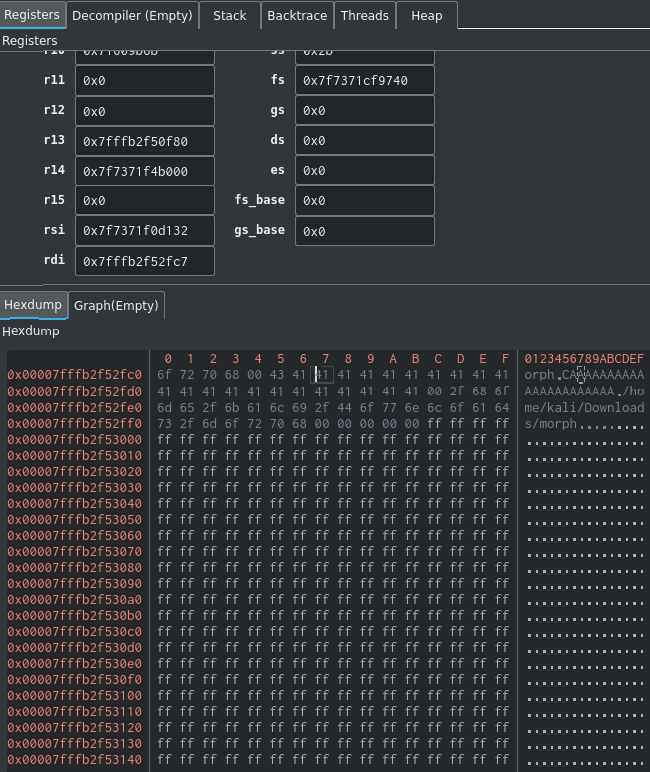 Registers Decompiler (Empty) Stack Backtrace Threads Heap
Registers
r10 ss 0x2b
r11 0x0 fs 0x7f7371cf9740
r12 0x0 gs 0x0
r13 0x7fffb2f50f80 ds 0x0
r14 0x7f7371f4b000 es 0x0
r15 0x0 fs_base 0x0
rsi 0x7f7371f0d132 gs_base 0x0
rdi 0x7fffb2f52fc7
Hexdump Graph(Empty)
Hexdump
0 1 2 3 4 5 6 7 8 9 A B C D E F 0123456789ABCDEF
0x00007fffb2f52fc0 6f 72 70 68 00 43 41 41 41 41 41 41 41 41 41 41 orph.CAAAAAAAAAA
0x00007fffb2f52fd0 41 41 41 41 41 41 41 41 41 41 41 41 00 2f 68 6f AAAAAAAAAAAA./ho
0x00007fffb2f52fe0 6d 65 2f 6b 61 6c 69 2f 44 6f 77 6e 6c 6f 61 64 me/kali/Download
0x00007fffb2f52ff0 73 2f 6d 6f 72 70 68 00 00 00 00 00 ff ff ff ff s/morph.........
0x00007fffb2f53000 ff ff ff ff ff ff ff ff ff ff ff ff ff ff ff ff ................
0x00007fffb2f53010 ff ff ff ff ff ff ff ff ff ff ff ff ff ff ff ff ................
0x00007fffb2f53020 ff ff ff ff ff ff ff ff ff ff ff ff ff ff ff ff ................
0x00007fffb2f53030 ff ff ff ff ff ff ff ff ff ff ff ff ff ff ff ff ................
0x00007fffb2f53040 ff ff ff ff ff ff ff ff ff ff ff ff ff ff ff ff ................
0x00007fffb2f53050 ff ff ff ff ff ff ff ff ff ff ff ff ff ff ff ff ................
0x00007fffb2f53060 ff ff ff ff ff ff ff ff ff ff ff ff ff ff ff ff ................
0x00007fffb2f53070 ff ff ff ff ff ff ff ff ff ff ff ff ff ff ff ff ................
0x00007fffb2f53080 ff ff ff ff ff ff ff ff ff ff ff ff ff ff ff ff ................
0x00007fffb2f53090 ff ff ff ff ff ff ff ff ff ff ff ff ff ff ff ff ................
0x00007fffb2f530a0 ff ff ff ff ff ff ff ff ff ff ff ff ff ff ff ff ................
0x00007fffb2f530b0 ff ff ff ff ff ff ff ff ff ff ff ff ff ff ff ff ................
0x00007fffb2f530c0 ff ff ff ff ff ff ff ff ff ff ff ff ff ff ff ff ................
0x00007fffb2f530d0 ff ff ff ff ff ff ff ff ff ff ff ff ff ff ff ff ................
0x00007fffb2f530e0 ff ff ff ff ff ff ff ff ff ff ff ff ff ff ff ff ................
0x00007fffb2f530f0 ff ff ff ff ff ff ff ff ff ff ff ff ff ff ff ff ................
0x00007fffb2f53100 ff ff ff ff ff ff ff ff ff ff ff ff ff ff ff ff ................
0x00007fffb2f53110 ff ff ff ff ff ff ff ff ff ff ff ff ff ff ff ff ................
0x00007fffb2f53120 ff ff ff ff ff ff ff ff ff ff ff ff ff ff ff ff ................
0x00007fffb2f53130 ff ff ff ff ff ff ff ff ff ff ff ff ff ff ff ff ................
0x00007fffb2f53140 ff ff ff ff ff ff ff ff ff ff ff ff ff ff ff ff ................